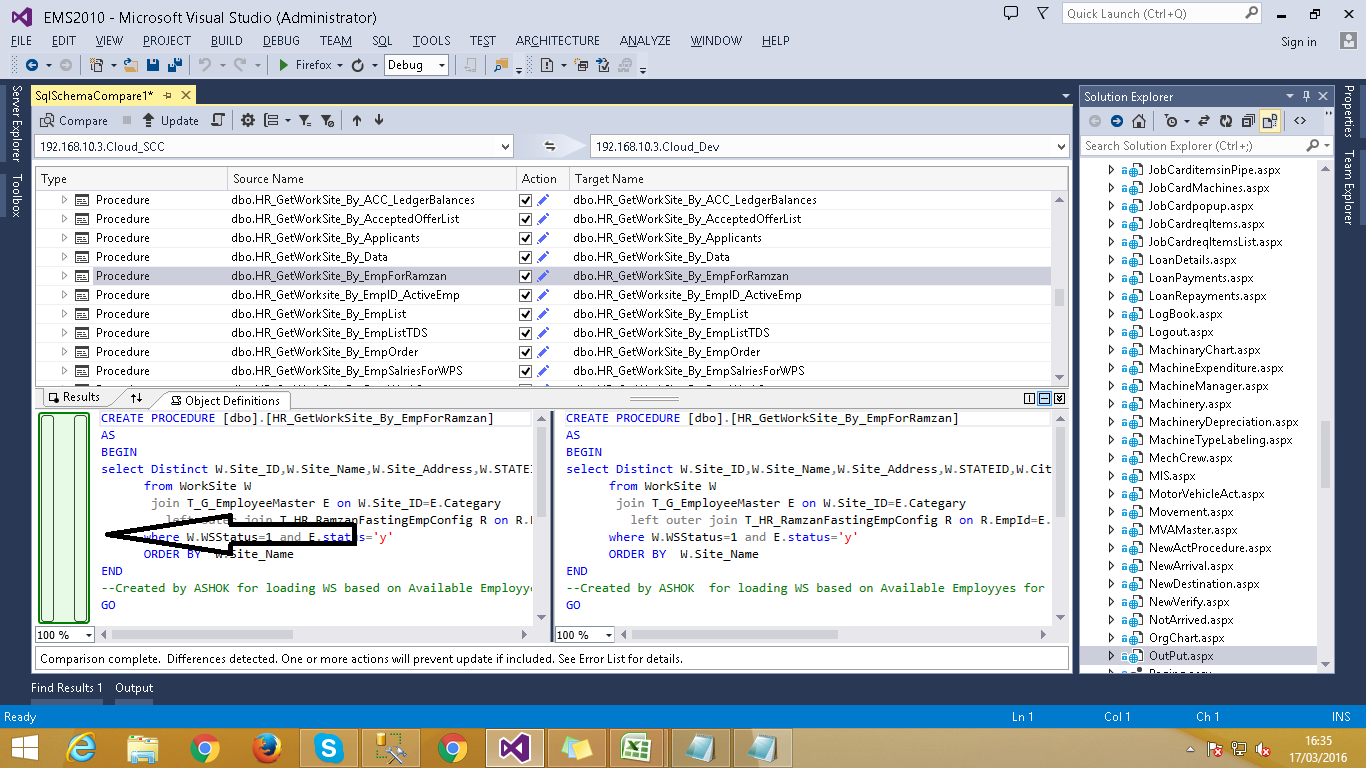 EMS2010 - Microsoft Visual Studio (Administrator)
Quick Launch (Ctrl+Q)
FILE EDIT VIEW PROJECT BUILD DEBUG TEAM SQL TOOLS TEST ARCHITECTURE ANALYZE WINDOW HELP
Sign in
Firefox Debug
Server Explorer
Toolbox
SqlSchemaCompare1*
Compare Update
192.168.10.3.Cloud_SCC 192.168.10.3.Cloud_Dev
Type Source Name Action Target Name
Procedure dbo.HR_GetWorkSite_By_ACC_LedgerBalances dbo.HR_GetWorkSite_By_ACC_LedgerBalances
Procedure dbo.HR_GetWorkSite_By_AcceptedOfferList dbo.HR_GetWorkSite_By_AcceptedOfferList
Procedure dbo.HR_GetWorkSite_By_Applicants dbo.HR_GetWorkSite_By_Applicants
Procedure dbo.HR_GetWorkSite_By_Data dbo.HR_GetWorkSite_By_Data
Procedure dbo.HR_GetWorkSite_By_EmpForRamzan dbo.HR_GetWorkSite_By_EmpForRamzan
Procedure dbo.HR_GetWorksite_By_EmpID_ActiveEmp dbo.HR_GetWorksite_By_EmpID_ActiveEmp
Procedure dbo.HR_GetWorkSite_By_EmpList dbo.HR_GetWorkSite_By_EmpList
Procedure dbo.HR_GetWorkSite_By_EmpListTDS dbo.HR_GetWorkSite_By_EmpListTDS
Procedure dbo.HR_GetWorkSite_By_EmpOrder dbo.HR_GetWorkSite_By_EmpOrder
Procedure dbo.HR_GetWorkSite_By_EmpSalriesForWPS dbo.HR_GetWorkSite_By_EmpSalriesForWPS
Results Object Definitions
CREATE PROCEDURE [dbo].[HR_GetWorkSite_By_EmpForRamzan]
AS
BEGIN
select Distinct W.Site_ID,W.Site_Name,W.Site_Address,W.STATEI
from WorkSite W
join T_G_EmployeeMaster E on W.Site_ID=E.Category
left outer join T_HR_RamzanFastingEmpConfig R on R.
where W.WSStatus=1 and E.status='y'
ORDER BY W.Site_Name
END
--Created by ASHOK for loading WS based on Available Employye
GO
100 %
CREATE PROCEDURE [dbo].[HR_GetWorkSite_By_EmpForRamzan]
AS
BEGIN
select Distinct W.Site_ID,W.Site_Name,W.Site_Address,W.STATEID,W.Cit
from WorkSite W
join T_G_EmployeeMaster E on W.Site_ID=E.Categary
left outer join T_HR_RamzanFastingEmpConfig R on R.EmpId=E.
where W.WSStatus=1 and E.status='y'
ORDER BY W.Site_Name
END
--Created by ASHOK for loading WS based on Available Employyes for
GO
100 %
Comparison complete. Differences detected. One or more actions will prevent update if included. See Error List for details.
Solution Explorer
Search Solution Explorer (Ctrl+;)
JobCarditemsinPipe.aspx
JobCardMachines.aspx
JobCardpopup.aspx
JobCardreqItems.aspx
JobCardreqItemsList.aspx
LoanDetails.aspx
LoanPayments.aspx
LoanRepayments.aspx
LogBook.aspx
Logout.aspx
MachinaryChart.aspx
MachineExpenditure.aspx
MachineManager.aspx
Machinery.aspx
MachineryDepreciation.aspx
MachineTypeLabeling.aspx
MechCrew.aspx
MIS.aspx
MotorVehicleAct.aspx
Movement.aspx
MVAMaster.aspx
NewActProcedure.aspx
NewArrival.aspx
NewDestination.aspx
NewVerify.aspx
NotArrived.aspx
OrgChart.aspx
OutPut.aspx
Properties
Team Explorer
Find Results 1 Output
Ready Ln 1 Col 1 Ch 1 INS
16:35
17/03/2016